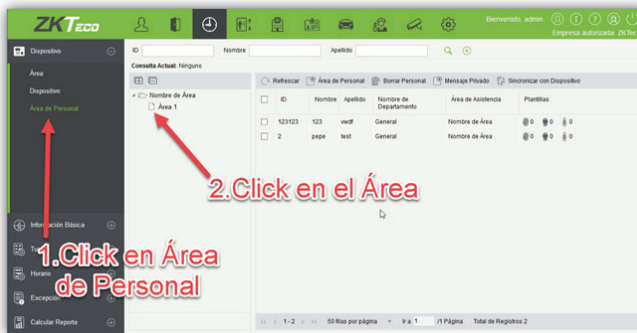 ZKTeco
Bienvenido, admin
Empresa autorizada ZKTec
Dispositivo
ID
Nombre
Apellido
Consulta Actual: Ninguno
Área
Dispositivo
Área de Personal
Nombre de Área
Área 1
Refrescar
Área de Personal
Borrar Personal
Mensaje Privado
Sincronizar con Dispositivo
ID
Nombre
Apellido
Nombre de Departamento
Área de Asistencia
Plantillas
123123
123
vedf
General
Nombre de Área
0 0 0
2
pepe
test
General
Nombre de Área
0 0 0
2.Click en el Área
Información Básica
1.Click en Área
de Personal
Horario
Excepción
Calcular Reporte
1-2
50 filas por página
Ir a 1 /1 Página
Total de Registros 2